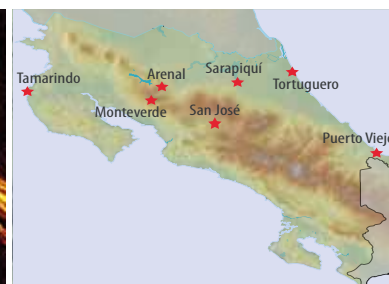 Tamarindo
Arenal
Sarapiquí
Tortuguero
Monteverde
San José
Puerto Viejo